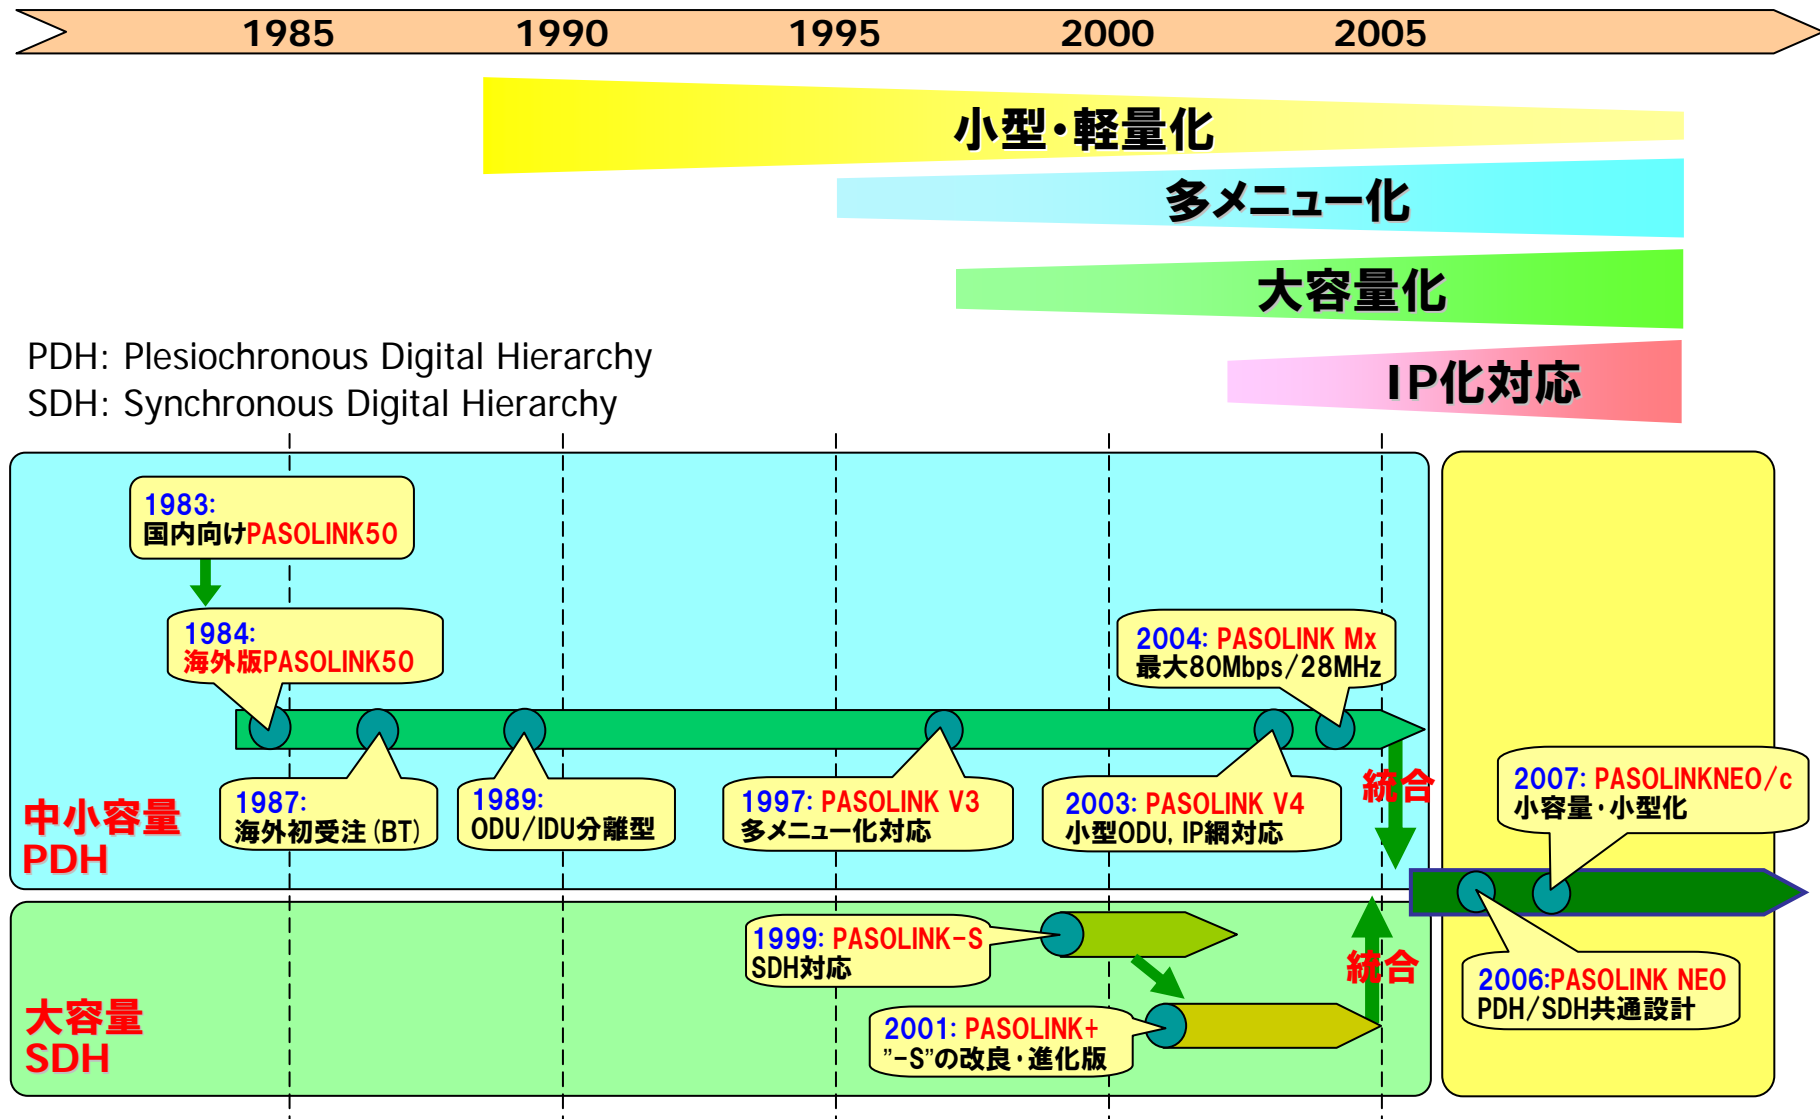 1985 1990 1995 2000 2005
小型・軽量化
多メニュー化
大容量化
IP化対応
PDH: Plesiochronous Digital Hierarchy
SDH: Synchronous Digital Hierarchy
1983:
国内向けPASOLINK50
1984:
海外版PASOLINK50
2004: PASOLINK Mx
最大80Mbps/28MHz
1987:
海外初受注(BT)
1989:
ODU/IDU分離型
1997: PASOLINK V3
多メニュー化対応
2003: PASOLINK V4
小型ODU, IP網対応
統合
2007: PASOLINKNEO/c
小容量・小型化
中小容量
PDH
1999: PASOLINK-S
SDH対応
統合
2006:PASOLINK NEO
PDH/SDH共通設計
大容量
SDH
2001: PASOLINK+
"-S"の改良・進化版